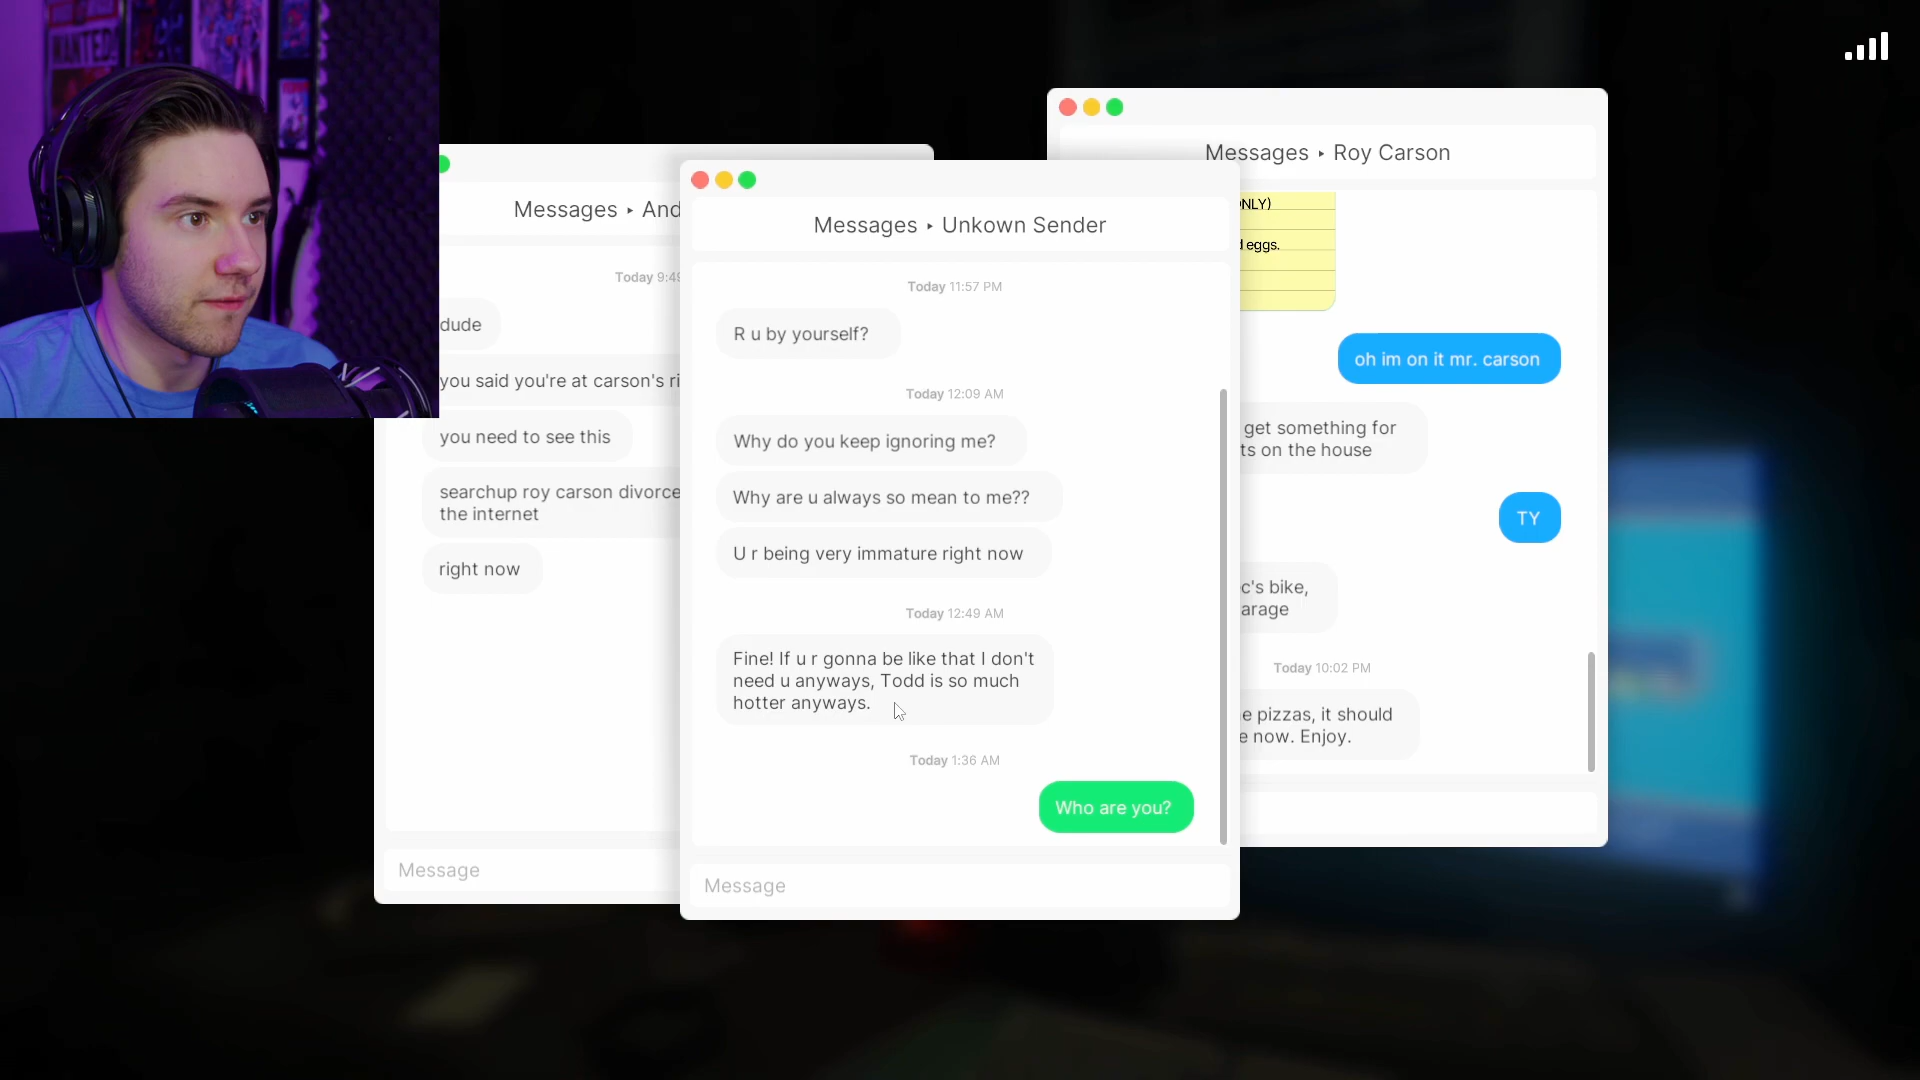 WANTED
Messages ▸ And
Today 9:49
dude
you said you're at carson's ri
you need to see this
searchup roy carson divorce
the internet
right now
Message
Messages ▸ Unkown Sender
Today 11:57 PM
R u by yourself?
Today 12:09 AM
Why do you keep ignoring me?
Why are u always so mean to me??
U r being very immature right now
Today 12:49 AM
Fine! If u r gonna be like that I don't
need u anyways, Todd is so much
hotter anyways.
Today 1:36 AM
Who are you?
Message
Messages ▸ Roy Carson
ONLY)
d eggs.
oh im on it mr. carson
get something for
ts on the house
TY
c's bike,
arage
Today 10:02 PM
e pizzas, it should
e now. Enjoy.